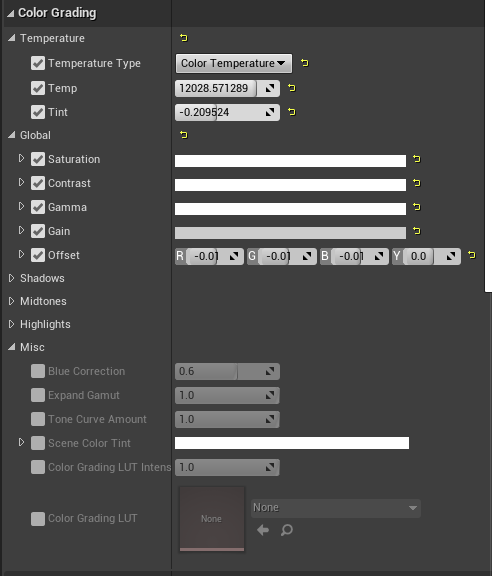 Color Grading
Temperature
Temperature Type Color Temperature
Temp 12028.571289
Tint -0.209524
Global
Saturation
Contrast
Gamma
Gain
Offset R -0.01 G -0.01 B -0.01 Y 0.0
Shadows
Midtones
Highlights
Misc
Blue Correction 0.6
Expand Gamut 1.0
Tone Curve Amount 1.0
Scene Color Tint
Color Grading LUT Intens 1.0
Color Grading LUT None None